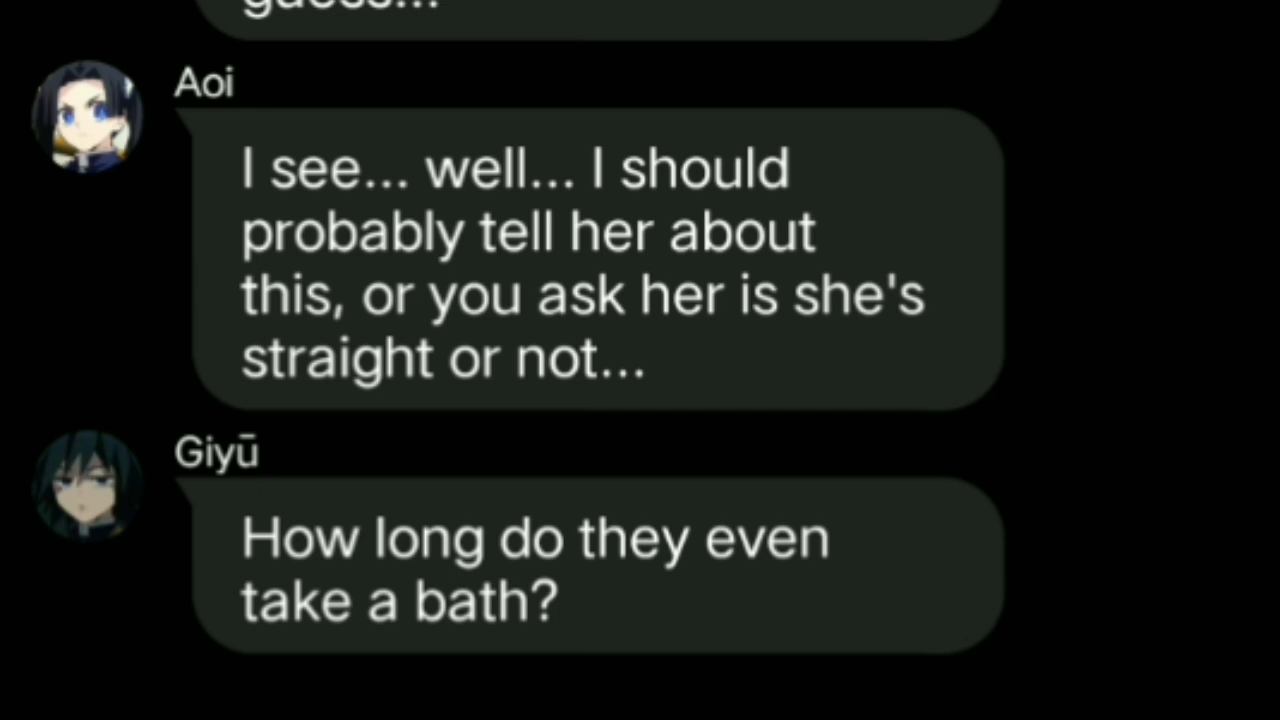 guess...
Aoi
I see... well... I should
probably tell her about
this, or you ask her is she's
straight or not...
Giyū
How long do they even
take a bath?